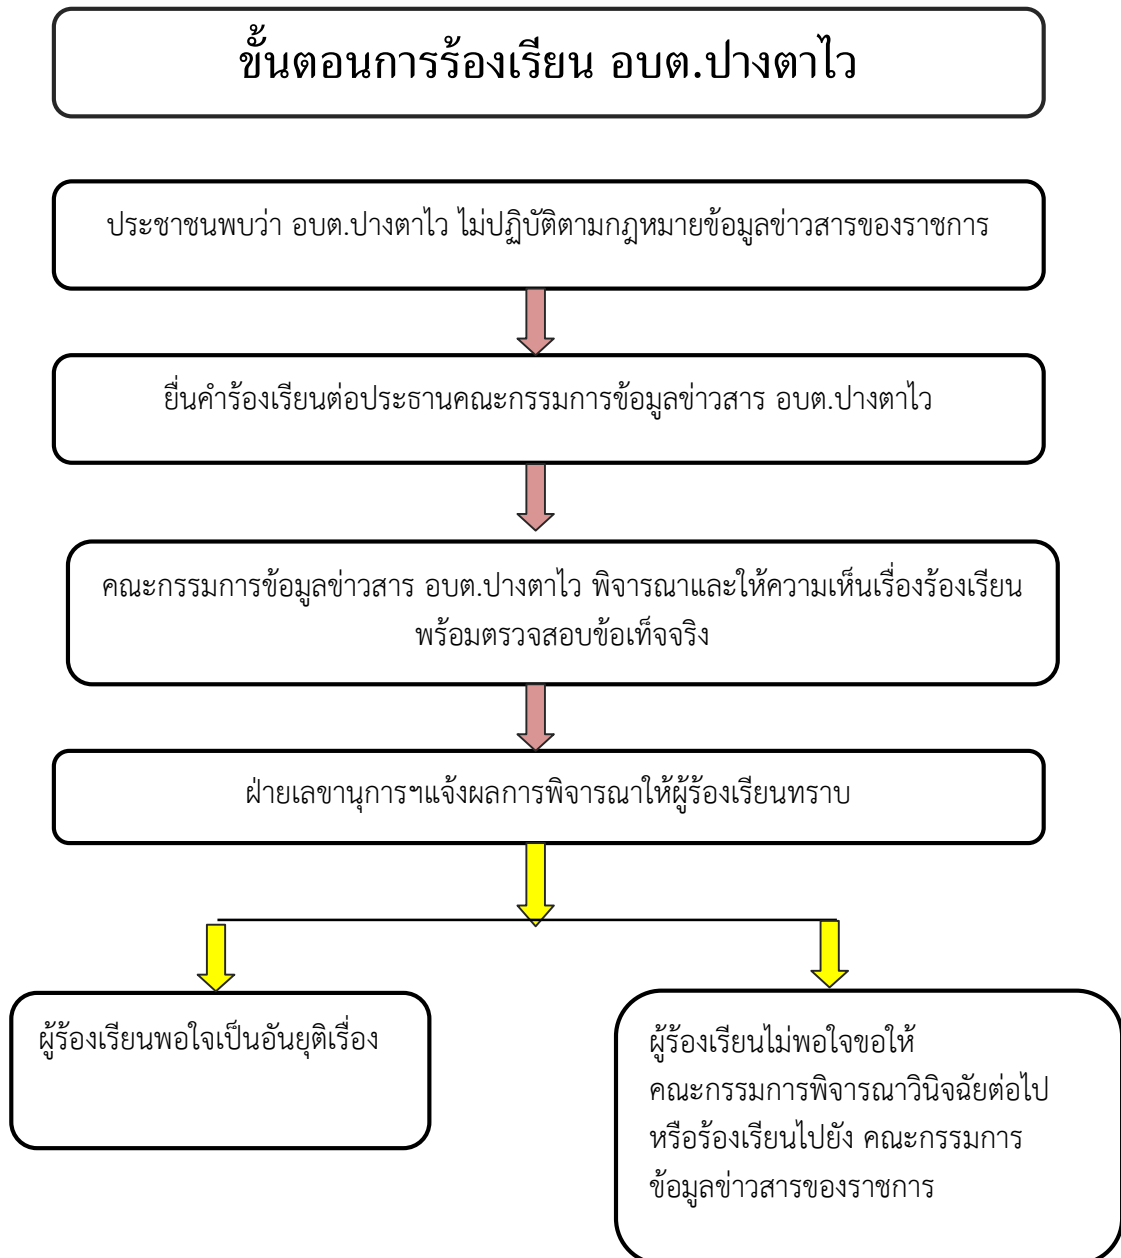 ขั้นตอนการร้องเรียน อบต.ปางตาไว
ประชาชนพบว่า อบต.ปางตาไว ไม่ปฏิบัติตามกฎหมายข้อมูลข่าวสารของราชการ
ยื่นคำร้องเรียนต่อประธานคณะกรรมการข้อมูลข่าวสาร อบต.ปางตาไว
คณะกรรมการข้อมูลข่าวสาร อบต.ปางตาไว พิจารณาและให้ความเห็นเรื่องร้องเรียน
พร้อมตรวจสอบข้อเท็จจริง
ฝ่ายเลขานุการฯแจ้งผลการพิจารณาให้ผู้ร้องเรียนทราบ
ผู้ร้องเรียนพอใจเป็นอันยุติเรื่อง
ผู้ร้องเรียนไม่พอใจขอให้
คณะกรรมการพิจารณาวินิจฉัยต่อไป
หรือร้องเรียนไปยัง คณะกรรมการ
ข้อมูลข่าวสารของราชการ